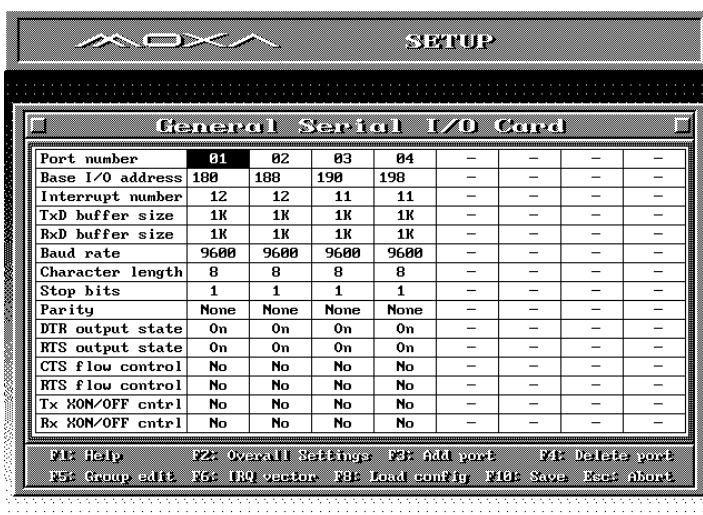 MOXA SETUP
General Serial I/O Card
Port number 01 02 03 04 – – – –
Base I/O address 180 188 190 198 – – – –
Interrupt number 12 12 11 11 – – – –
TxD buffer size 1K 1K 1K 1K – – – –
RxD buffer size 1K 1K 1K 1K – – – –
Baud rate 9600 9600 9600 9600 – – – –
Character length 8 8 8 8 – – – –
Stop bits 1 1 1 1 – – – –
Parity None None None None – – – –
DTR output state On On On On – – – –
RTS output state On On On On – – – –
CTS flow control No No No No – – – –
RTS flow control No No No No – – – –
Tx XON/OFF cntrl No No No No – – – –
Rx XON/OFF cntrl No No No No – – – –
F1: Help F2: Overall Settings F3: Add port F4: Delete port
F5: Group edit F6: IRQ vector F8: Load config F10: Save Esc: Abort